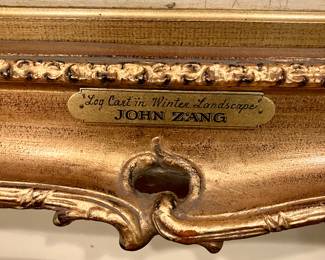 "Log Cart in Winter Landscape"
JOHN ZANG